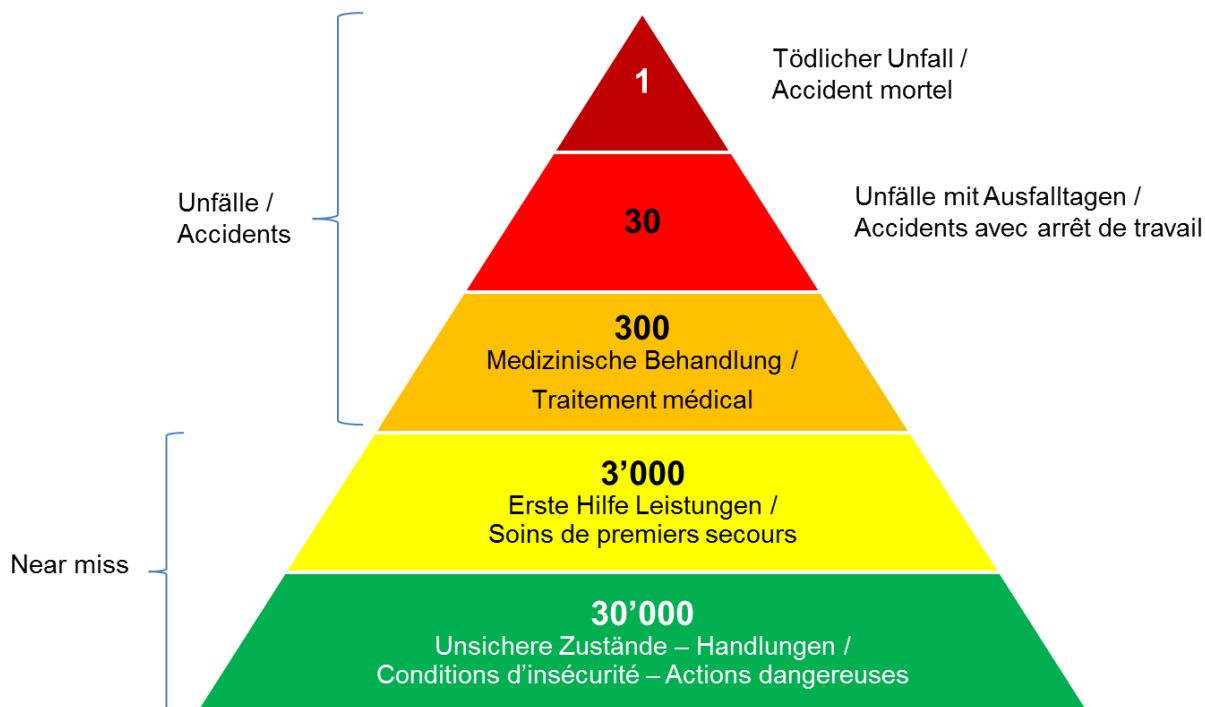 1
Tödlicher Unfall /
Accident mortel
Unfälle /
Accidents
30
Unfälle mit Ausfalltagen /
Accidents avec arrêt de travail
300
Medizinische Behandlung /
Traitement médical
3’000
Erste Hilfe Leistungen /
Soins de premiers secours
Near miss
30’000
Unsichere Zustände – Handlungen /
Conditions d’insécurité – Actions dangereuses